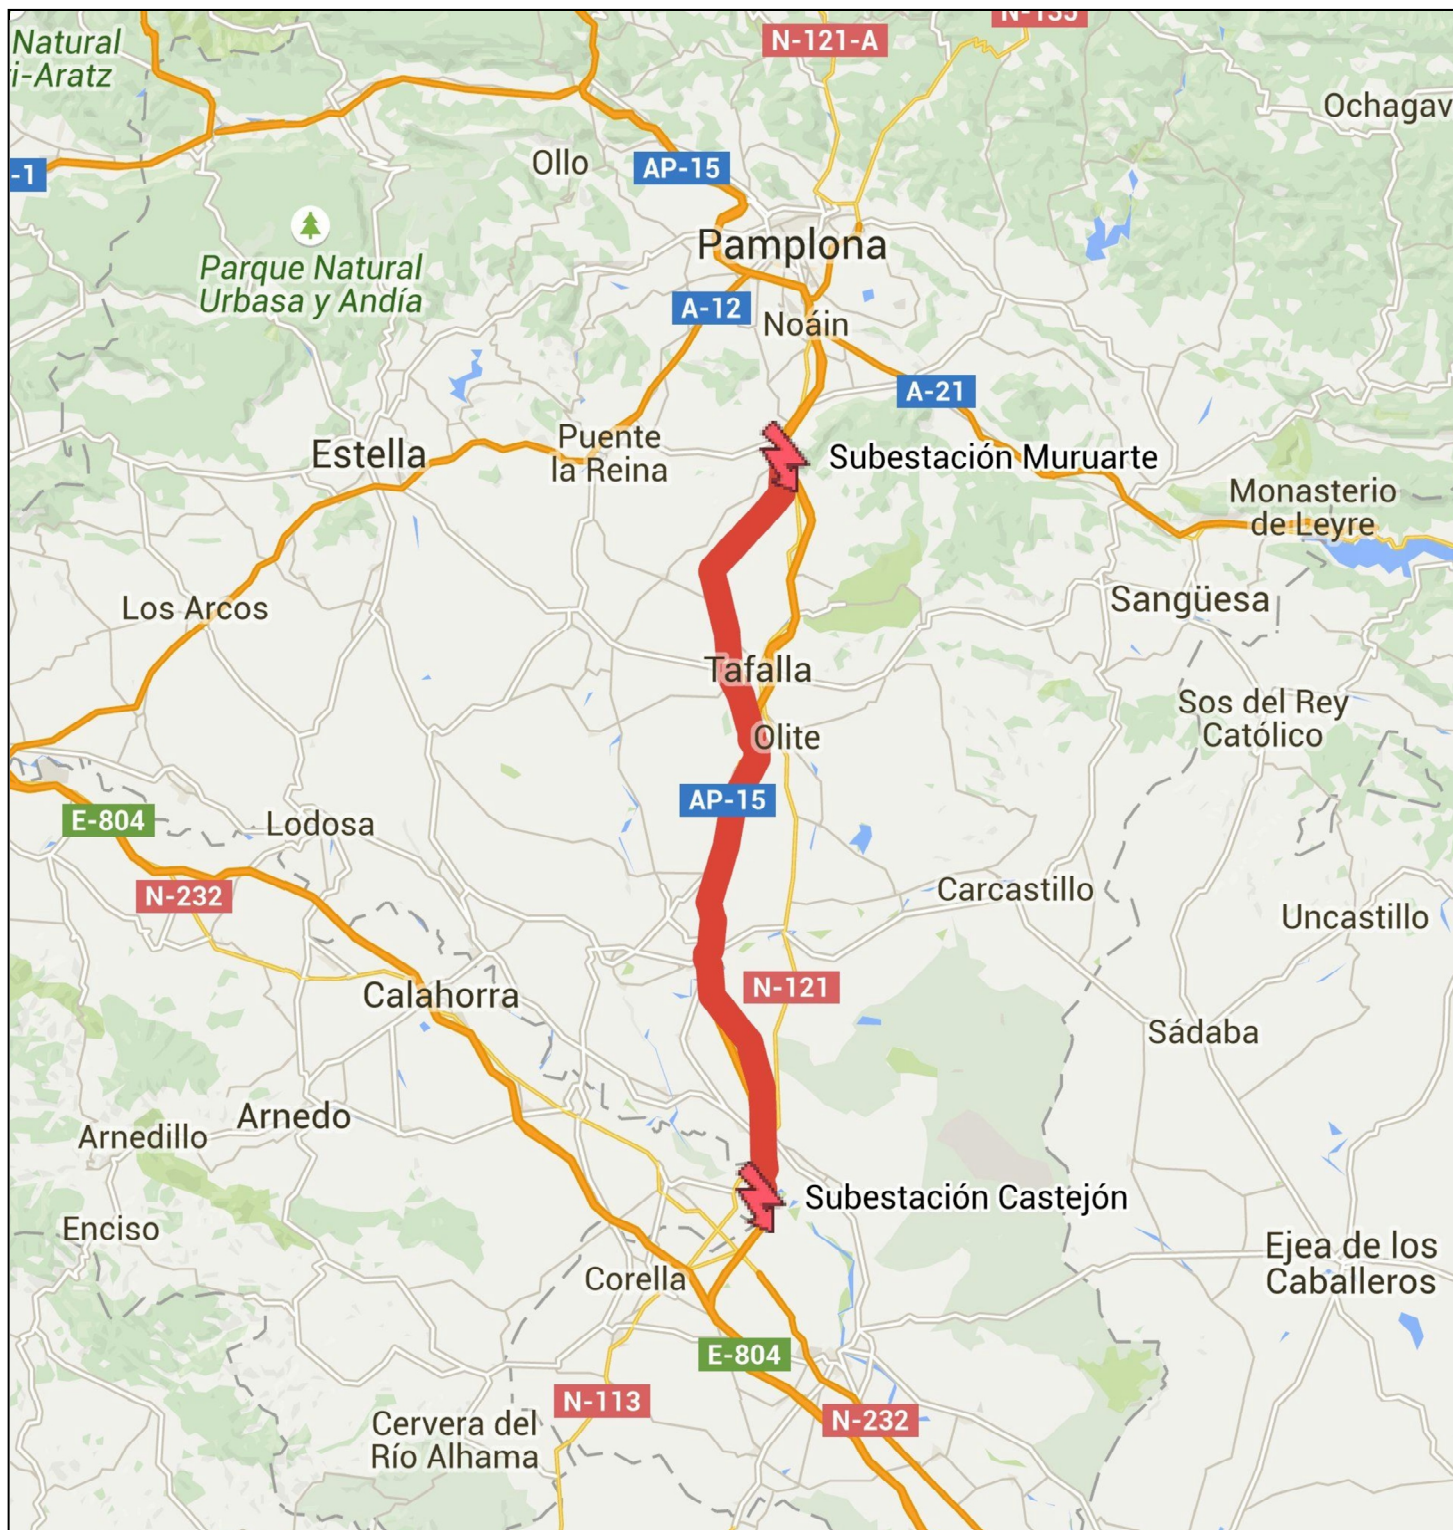 Natural
ri-Aratz
N-121-A
N-135
Ochagav
Ollo
AP-15
-1
Pamplona
Parque Natural
Urbasa y Andía
A-12
Noáin
A-21
Puente
la Reina
Estella
Subestación Muruarte
Monasterio
de Leyre
Los Arcos
Sangüesa
Tafalla
Sos del Rey
Católico
Olite
AP-15
E-804
Lodosa
N-232
Carcastillo
Uncastillo
Calahorra
N-121
Sádaba
Arnedo
Arnedillo
Subestación Castejón
Enciso
Ejea de los
Caballeros
Corella
E-804
N-113
N-232
Cervera del
Río Alhama